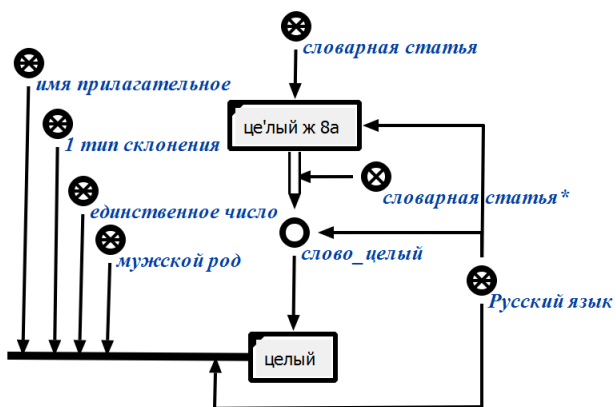 словарная статья
имя прилагательное
це'лый ж 8а
1 тип склонения
словарная статья*
единственное число
мужской род
слово_целый
Русский язык
целый